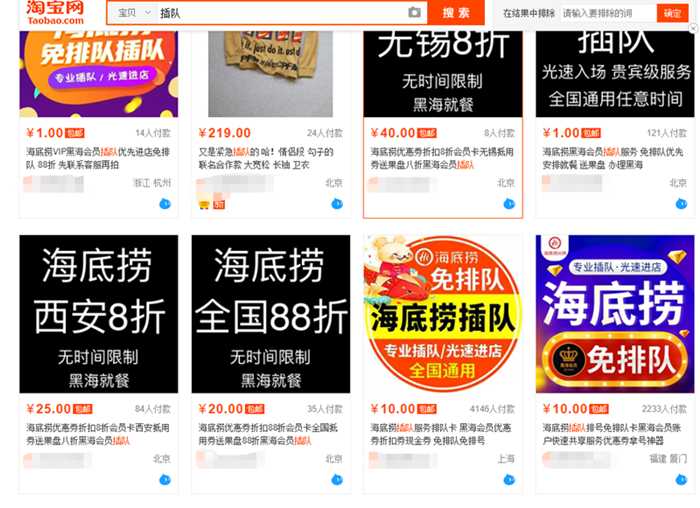 淘宝网
Taobao.com
宝贝
插队
搜 索
在结果中排除
请输入要排除的词
确定
免排队插队
专业插队/光速进店
无锡8折
无时间限制
黑海就餐
插队
光速入场 贵宾级服务
全国通用任意时间
¥1.00 包邮
14人付款
海底捞VIP黑海会员插队优先进店免排
队 88折 先联系客服再拍
浙江 杭州
¥219.00
24人付款
又是紧急插队的 哈！情侣段 勾子的
联名合作款 大宽松 长袖 卫衣
北京
¥40.00 包邮
8人付款
海底捞优惠券折扣8折会员卡无锡抵用
券送果盘八折黑海会员插队
北京
¥1.00 包邮
121人付款
海底捞黑海会员插队服务 免排队优先
安排就餐 送果盘 办理黑海
北京
海底捞
西安8折
无时间限制
黑海就餐
海底捞
全国88折
无时间限制
黑海就餐
海底捞
免排队
海底捞插队
专业插队/光速进店
全国通用
专业插队·光速进店
海底捞
免排队
¥25.00 包邮
84人付款
海底捞优惠券折扣8折会员卡西安抵用
券送果盘八折黑海会员插队
北京
¥20.00 包邮
35人付款
海底捞优惠券折扣88折会员卡全国抵
用券送果盘88折黑海会员插队
北京
¥10.00 包邮
4146人付款
海底捞插队服务排队卡 黑海会员优惠
券折扣券现金券 免排队免排号
上海
¥10.00 包邮
2233人付款
海底捞插队排号免排队卡黑海会员账
户快速共享服务优惠券拿号神器
福建 厦门